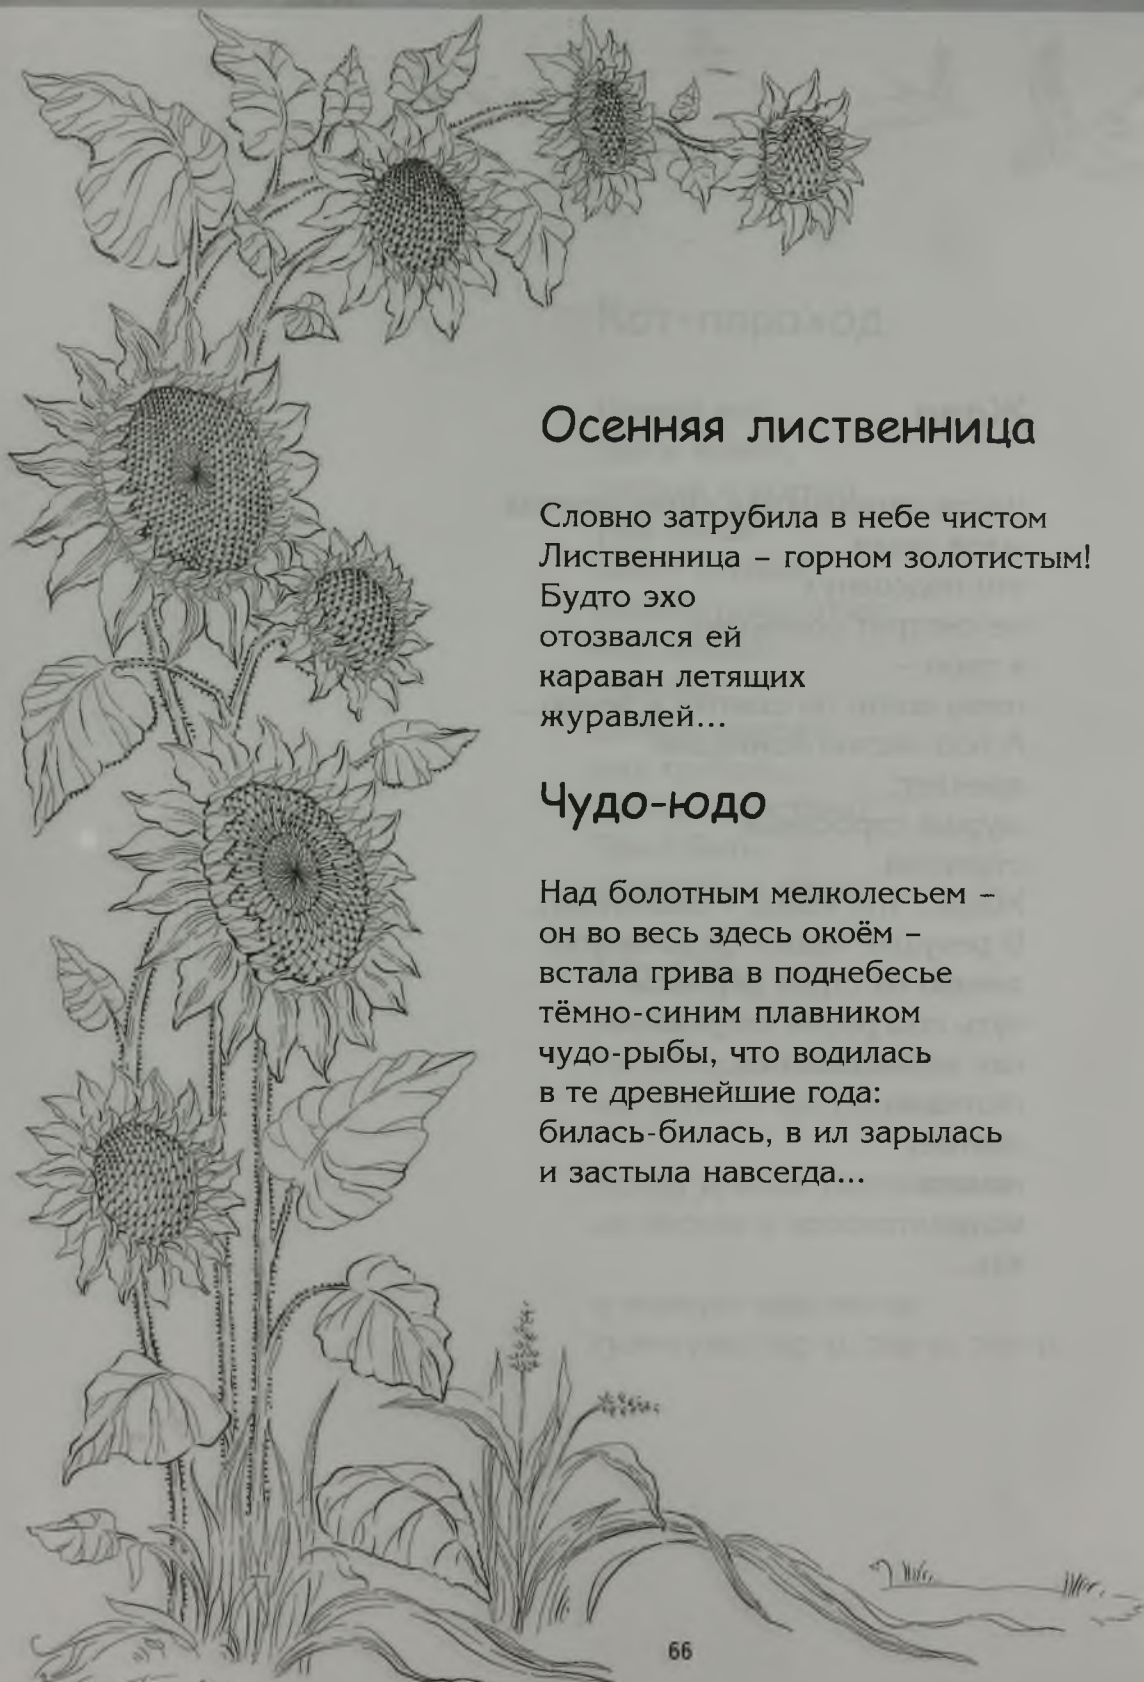 Осенняя лиственница
Словно затрубила в небе чистом
Лиственница – горном золотистым!
Будто эхо
отозвался ей
караван летящих
журавлей...
Чудо-юдо
Над болотным мелколесьем –
он во весь здесь окоём –
встала грива в поднебесье
тёмно-синим плавником
чудо-рыбы, что водилась
в те древнейшие года:
билась-билась, в ил зарылась
и застыла навсегда...
66